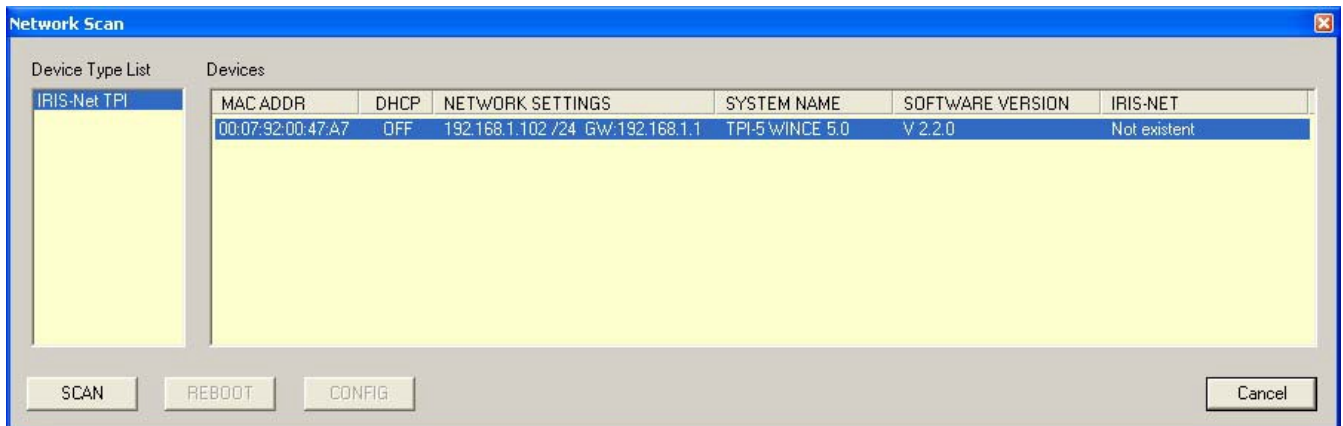 Network Scan
Device Type List Devices
IRIS-Net TPI
MAC ADDR DHCP NETWORK SETTINGS SYSTEM NAME SOFTWARE VERSION IRIS-NET
00:07:92:00:47:A7 OFF 192.168.1.102 /24 GW:192.168.1.1 TPI-5 WINCE 5.0 V 2.2.0 Not existent
SCAN REBOOT CONFIG Cancel